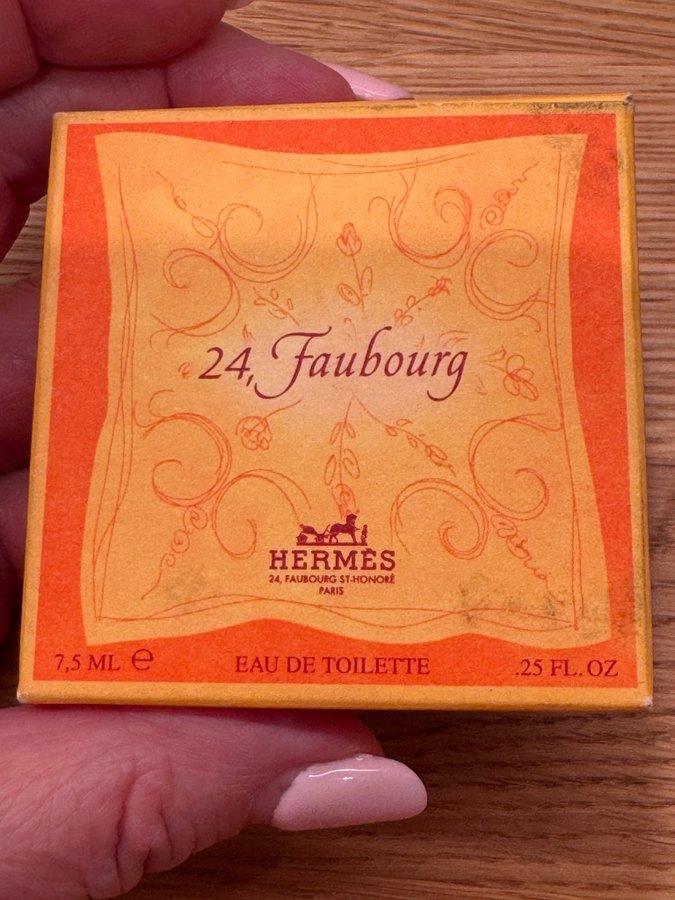 24, Faubourg
HERMÈS
24, FAUBOURG ST-HONORÉ
PARIS
7,5 ML ℮
EAU DE TOILETTE
.25 FL. OZ